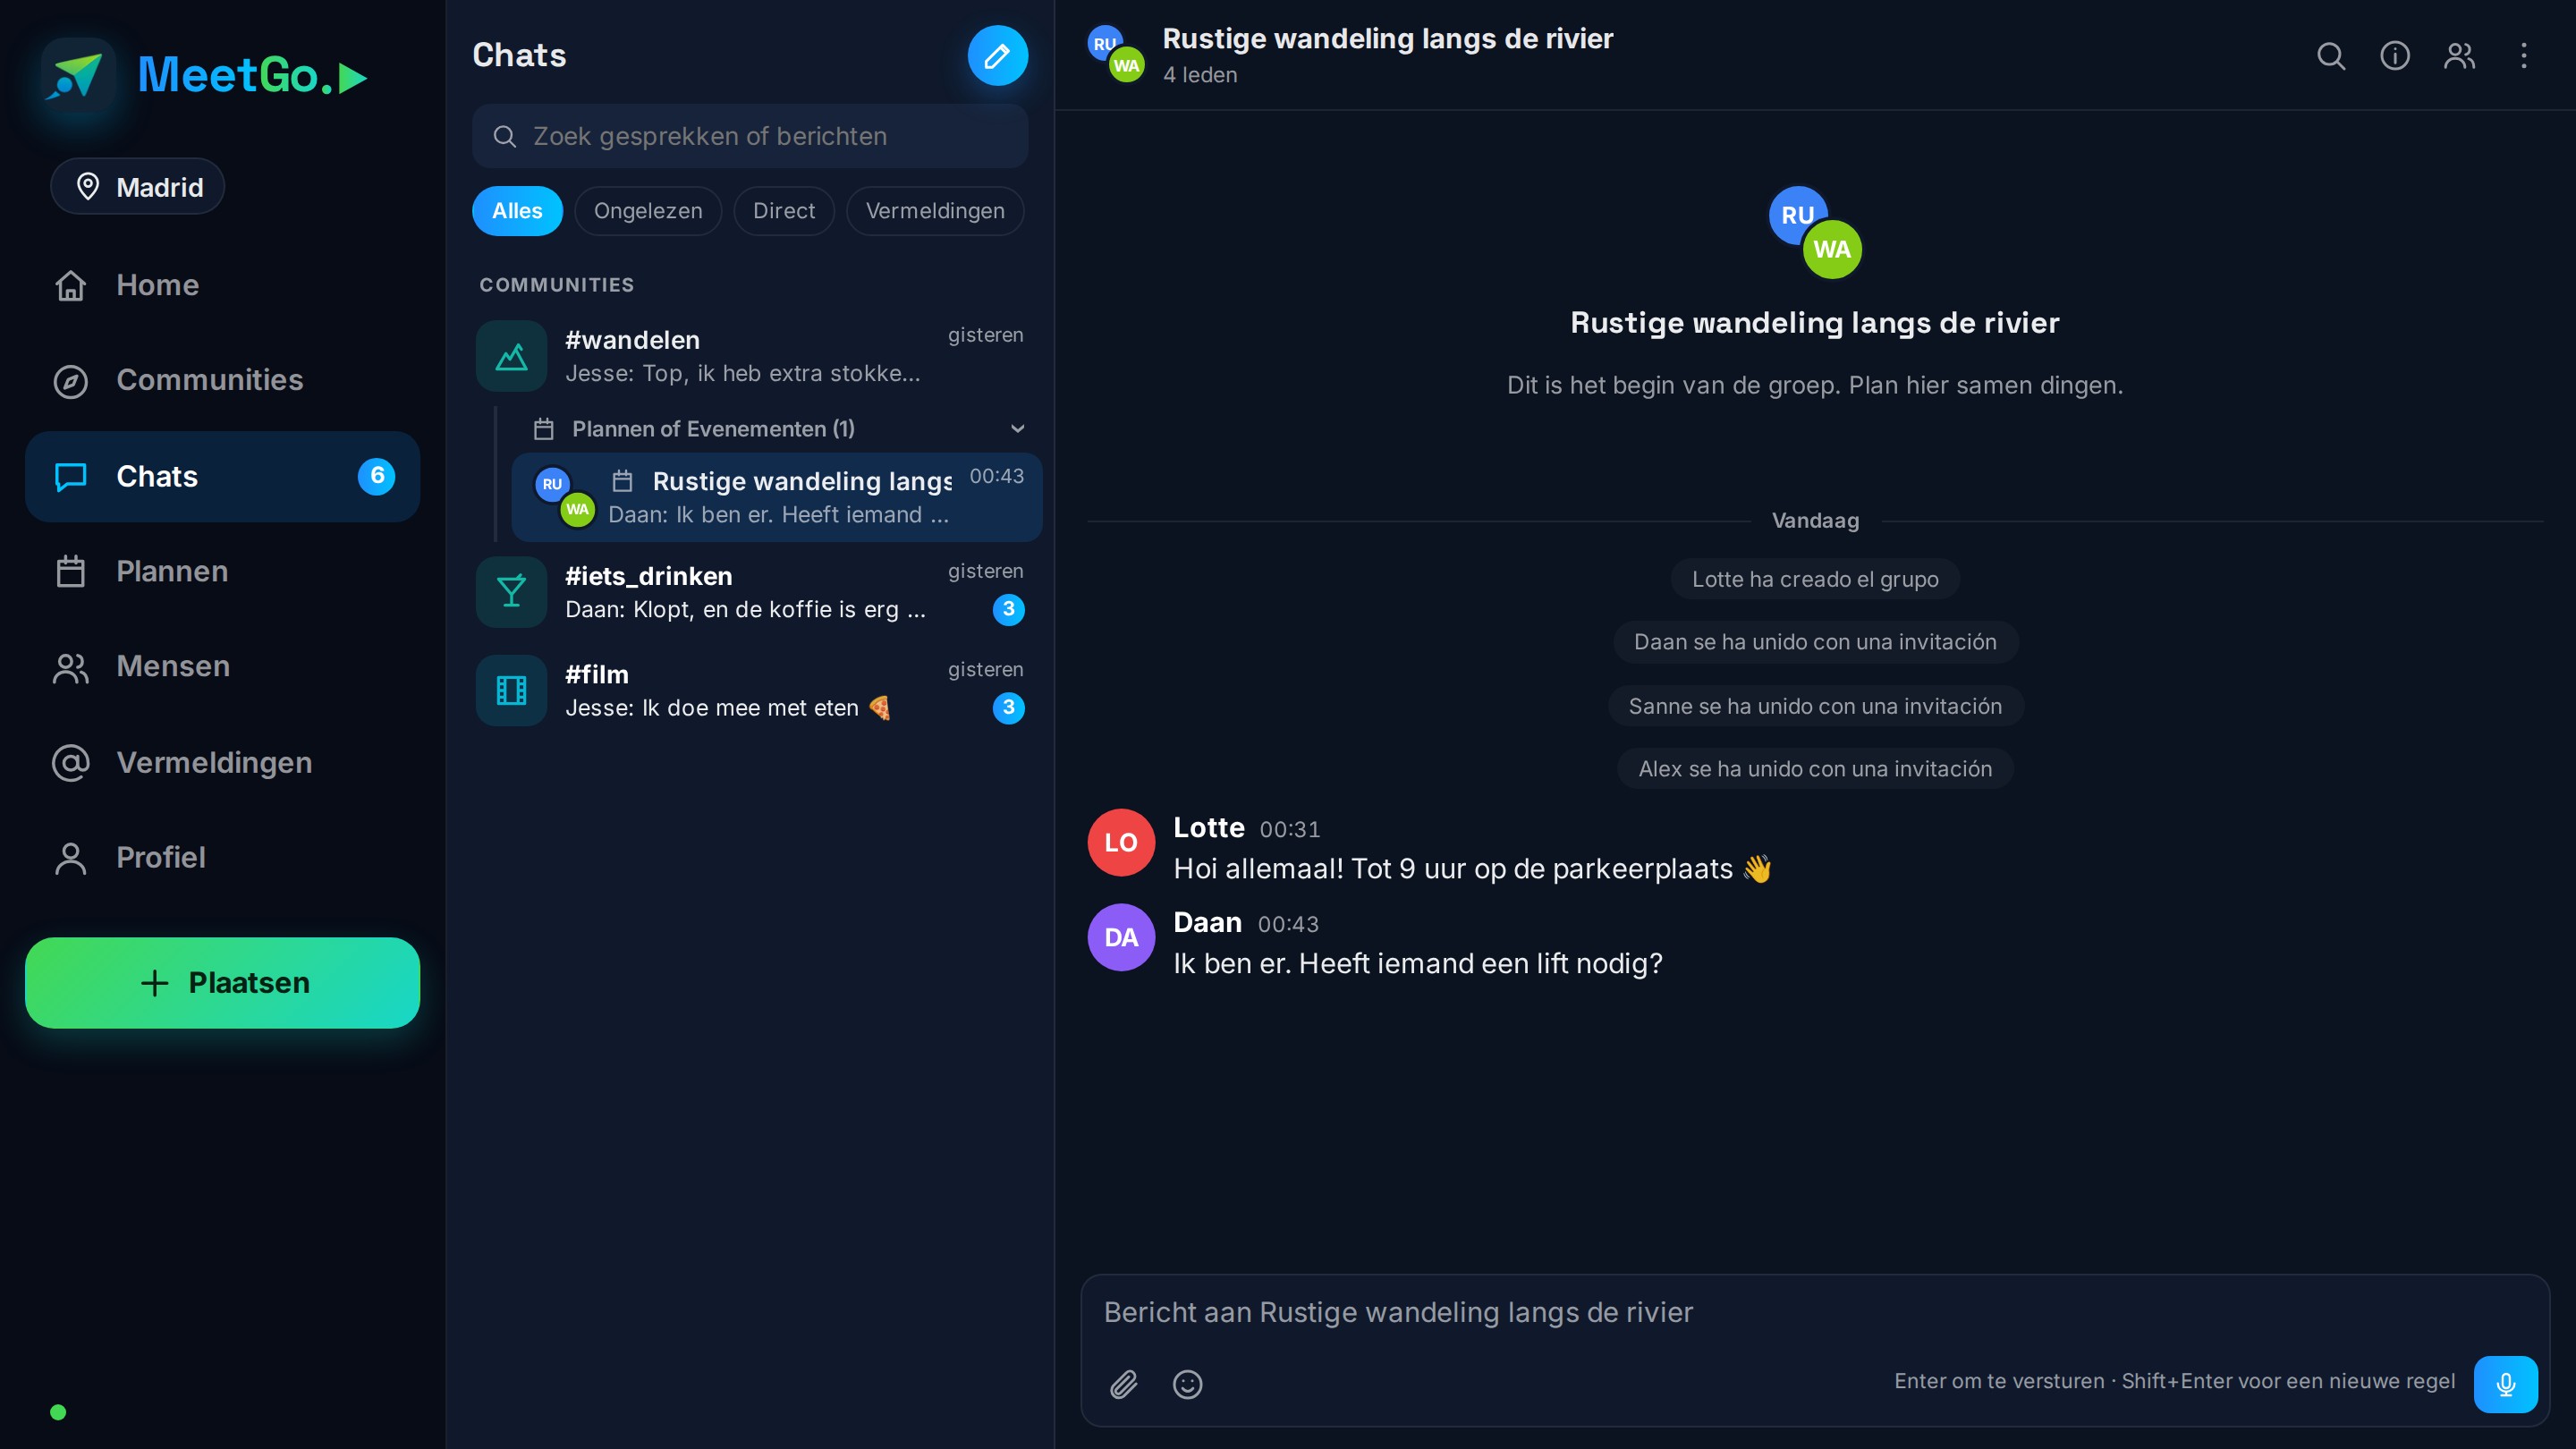 MeetGo.
Madrid
Home
Communities
Chats
6
Plannen
Mensen
Vermeldingen
Profiel
Plaatsen
Chats
Zoek gesprekken of berichten
Alles
Ongelezen
Direct
Vermeldingen
COMMUNITIES
#wandelen
gisteren
Jesse: Top, ik heb extra stokke...
Plannen of Evenementen (1)
RU
WA
Rustige wandeling langs
00:43
Daan: Ik ben er. Heeft iemand ...
#iets_drinken
gisteren
Daan: Klopt, en de koffie is erg ...
3
#film
gisteren
Jesse: Ik doe mee met eten 🍕
3
RU
WA
Rustige wandeling langs de rivier
4 leden
RU
WA
Rustige wandeling langs de rivier
Dit is het begin van de groep. Plan hier samen dingen.
Vandaag
Lotte ha creado el grupo
Daan se ha unido con una invitación
Sanne se ha unido con una invitación
Alex se ha unido con una invitación
LO
Lotte 00:31
Hoi allemaal! Tot 9 uur op de parkeerplaats 👋
DA
Daan 00:43
Ik ben er. Heeft iemand een lift nodig?
Bericht aan Rustige wandeling langs de rivier
Enter om te versturen · Shift+Enter voor een nieuwe regel